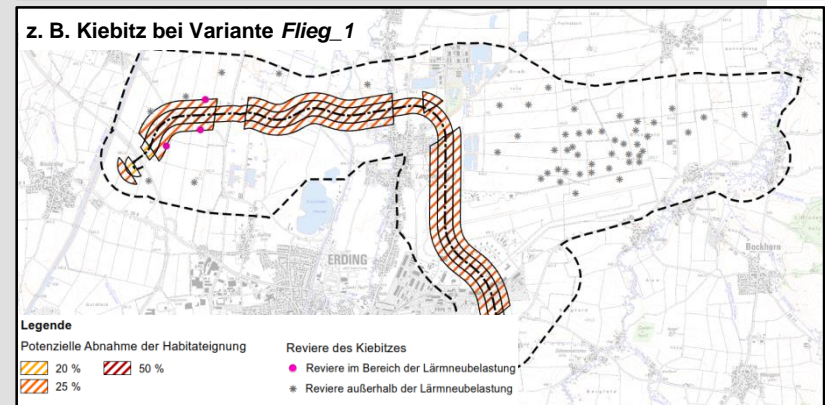 z. B. Kiebitz bei Variante Flieg_1
ERDING
Bockhorn
Legende
Potenzielle Abnahme der Habitateignung
20 %
50 %
25 %
Reviere des Kiebitzes
Reviere im Bereich der Lärmneubelastung
Reviere außerhalb der Lärmneubelastung